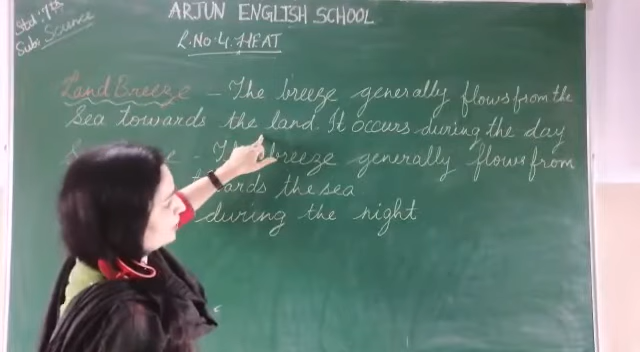 Std :- 7th
Sub: Science
ARJUN ENGLISH SCHOOL
L.No.4. HEAT
Land Breeze - The breeze generally flows from the
Sea towards the land. It occurs during the day
- The breeze generally flows from
the sea
during the night